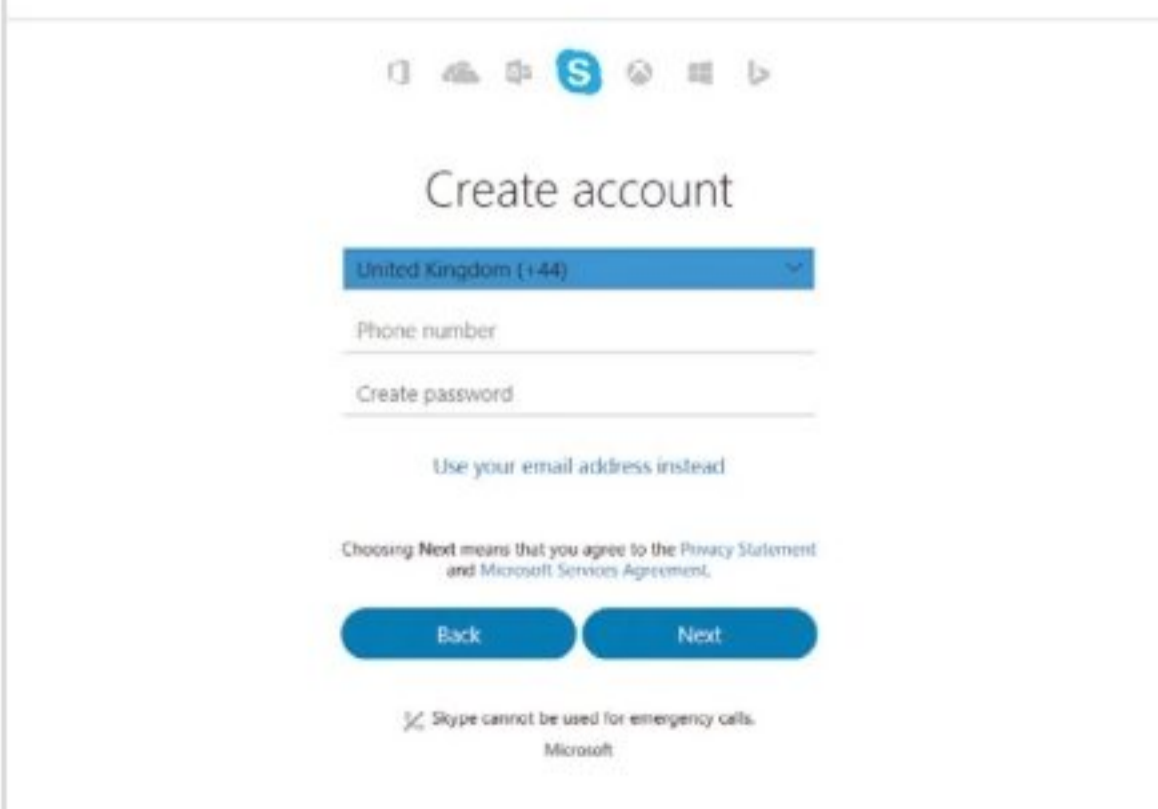 S
Create account
United Kingdom (+44)
Phone number
Create password
Use your email address instead
Choosing Next means that you agree to the Privacy Statement
and Microsoft Services Agreement.
Back Next
Skype cannot be used for emergency calls.
Microsoft